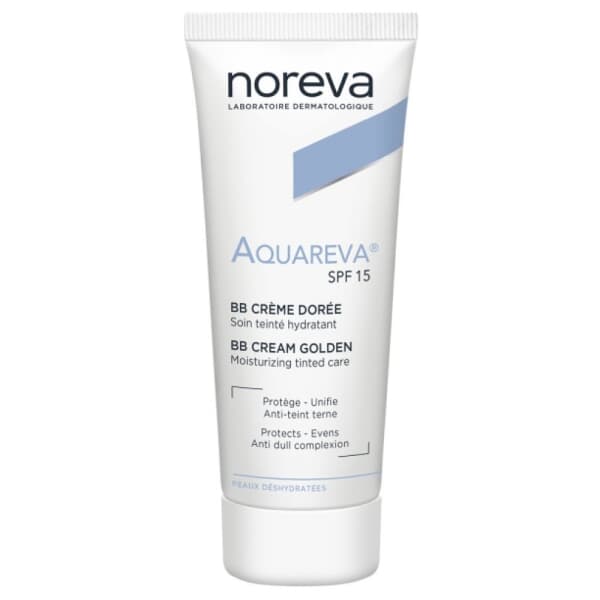 noreva
LABORATOIRE DERMATOLOGIQUE
AQUAREVA®
SPF 15
BB CRÈME DORÉE
Soin teinté hydratant
BB CREAM GOLDEN
Moisturizing tinted care
Protège - Unifie
Anti-teint terne
Protects - Evens
Anti dull complexion
PEAUX DÉSHYDRATÉES